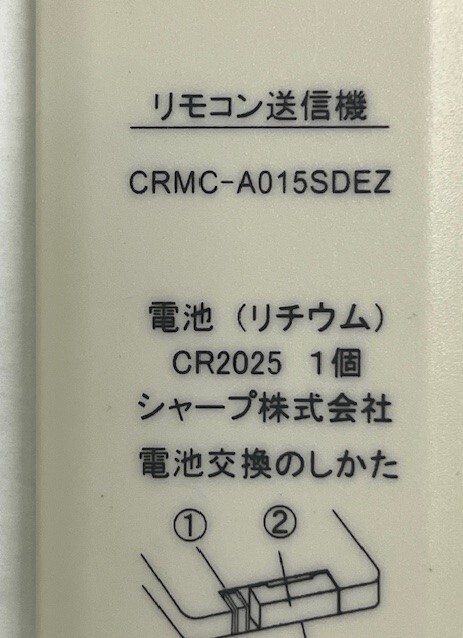 リモコン送信機
CRMC-A015SDEZ
電池（リチウム）
CR2025 1個
シャープ株式会社
電池交換のしかた
① ②